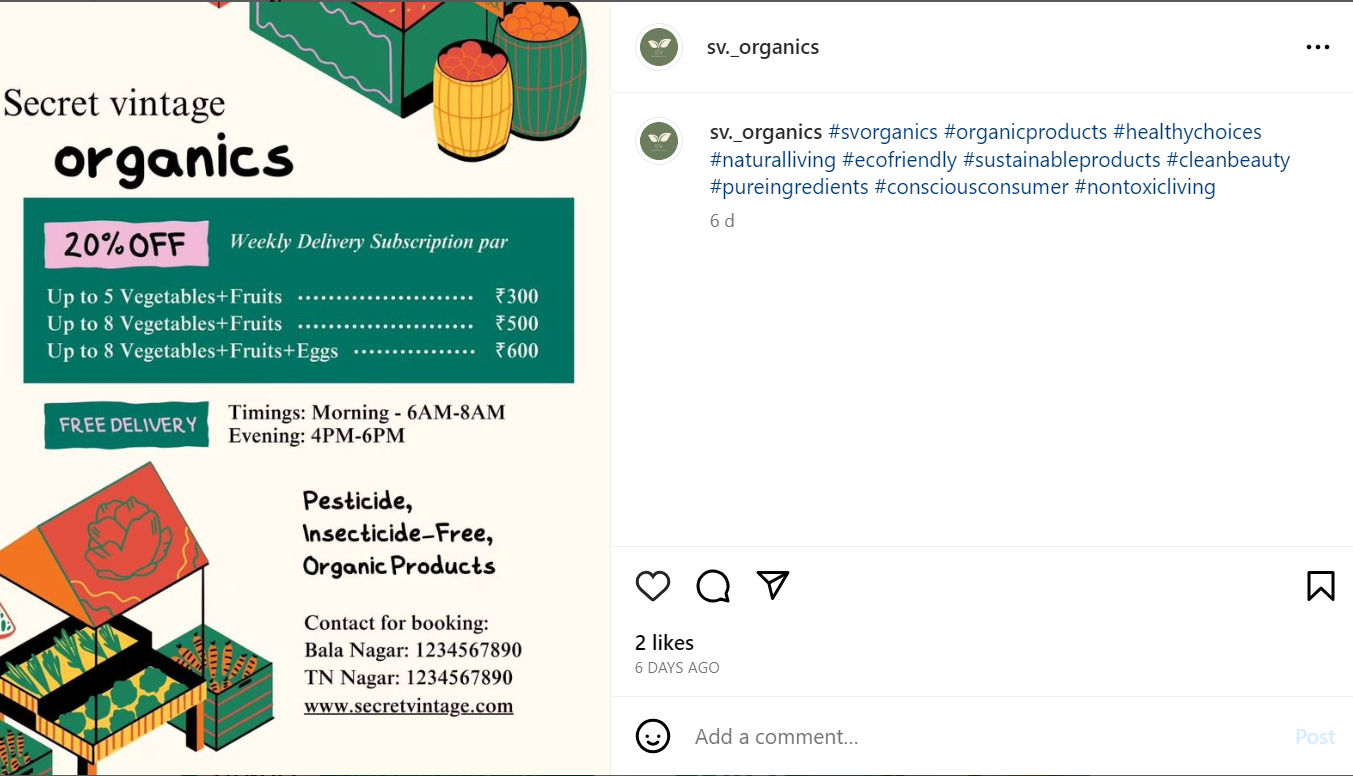 Secret vintage
organics
20% OFF
Weekly Delivery Subscription par
Up to 5 Vegetables+Fruits ....................... ₹300
Up to 8 Vegetables+Fruits ....................... ₹500
Up to 8 Vegetables+Fruits+Eggs ................ ₹600
FREE DELIVERY
Timings: Morning - 6AM-8AM
Evening: 4PM-6PM
Pesticide,
Insecticide-Free,
Organic Products
Contact for booking:
Bala Nagar: 1234567890
TN Nagar: 1234567890
www.secretvintage.com
sv._organics
sv._organics #svorganics #organicproducts #healthychoices
#naturalliving #ecofriendly #sustainableproducts #cleanbeauty
#pureingredients #consciousconsumer #nontoxicliving
6 d
2 likes
6 DAYS AGO
Add a comment...
Post